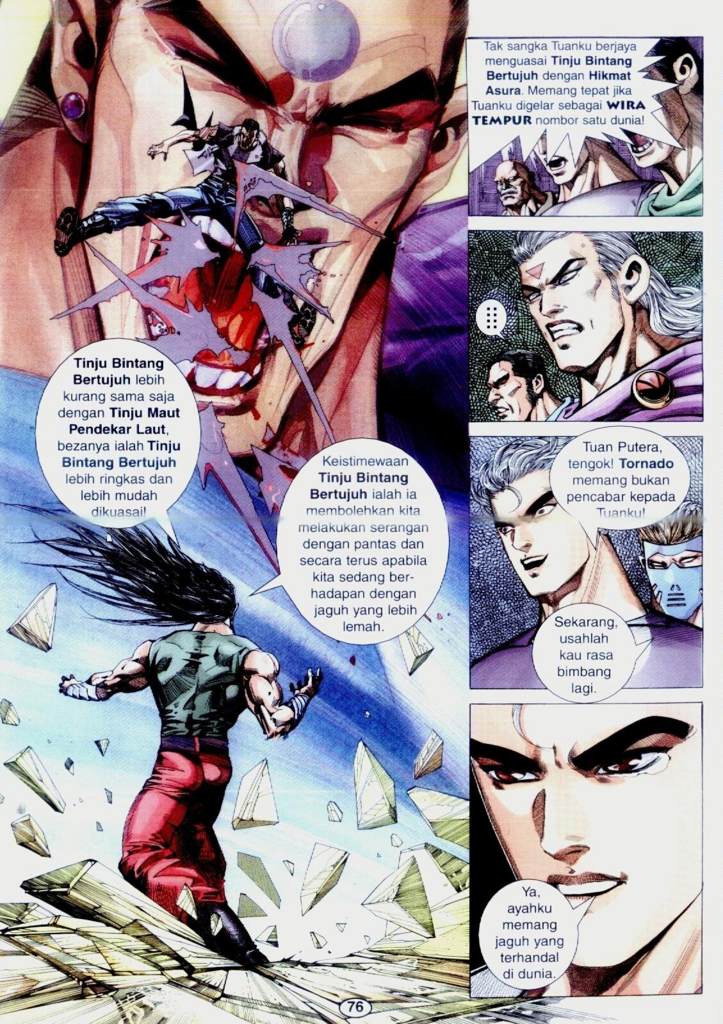 Tak sangka Tuanku berjaya
menguasai Tinju Bintang
Bertujuh dengan Hikmat
Asura. Memang tepat jika
Tuanku digelar sebagai WIRA
TEMPUR nombor satu dunia!
Tinju Bintang
Bertujuh lebih
kurang sama saja
dengan Tinju Maut
Pendekar Laut,
bezanya ialah Tinju
Bintang Bertujuh
lebih ringkas dan
lebih mudah
dikuasai!
Keistimewaan
Tinju Bintang
Bertujuh ialah ia
membolehkan kita
melakukan serangan
dengan pantas dan
secara terus apabila
kita sedang ber-
hadapan dengan
jaguh yang lebih
lemah.
Tuan Putera,
tengok! Tornado
memang bukan
pencabar kepada
Tuanku!
Sekarang,
usahlah
kau rasa
bimbang
lagi.
Ya,
ayahku
memang
jaguh yang
terhandal
di dunia.
76